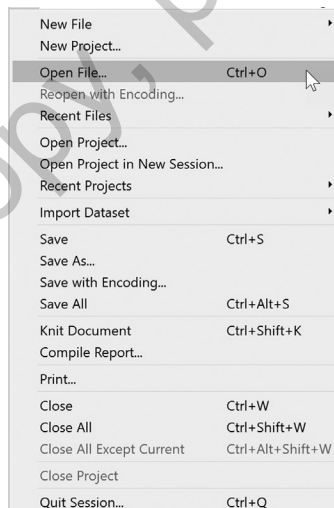 New File
New Project...
Open File... Ctrl+O
Reopen with Encoding...
Recent Files
Open Project...
Open Project in New Session...
Recent Projects
Import Dataset
Save Ctrl+S
Save As...
Save with Encoding...
Save All Ctrl+Alt+S
Knit Document Ctrl+Shift+K
Compile Report...
Print...
Close Ctrl+W
Close All Ctrl+Shift+W
Close All Except Current Ctrl+Alt+Shift+W
Close Project
Quit Session... Ctrl+Q